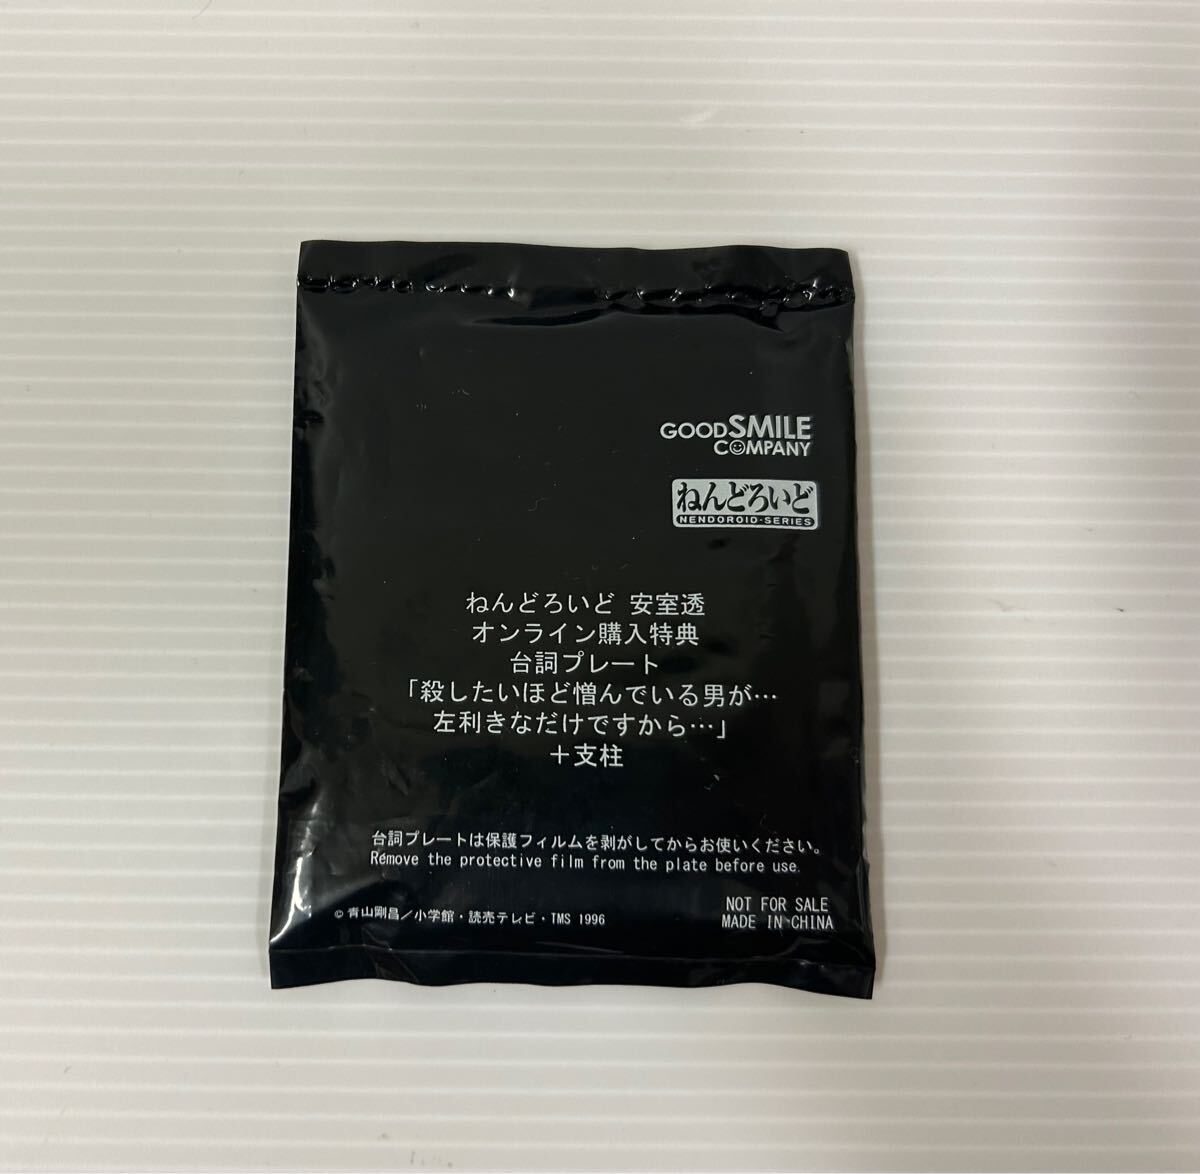 GOODSMILE
COMPANY
ねんどろいど
NENDOROID·SERIES
ねんどろいど 安室透
オンライン購入特典
台詞プレート
「殺したいほど憎んでいる男が…
左利きなだけですから…」
＋支柱
台詞プレートは保護フィルムを剥がしてからお使いください。
Remove the protective film from the plate before use.
NOT FOR SALE
© 青山剛昌／小学館・読売テレビ・TMS 1996
MADE IN CHINA